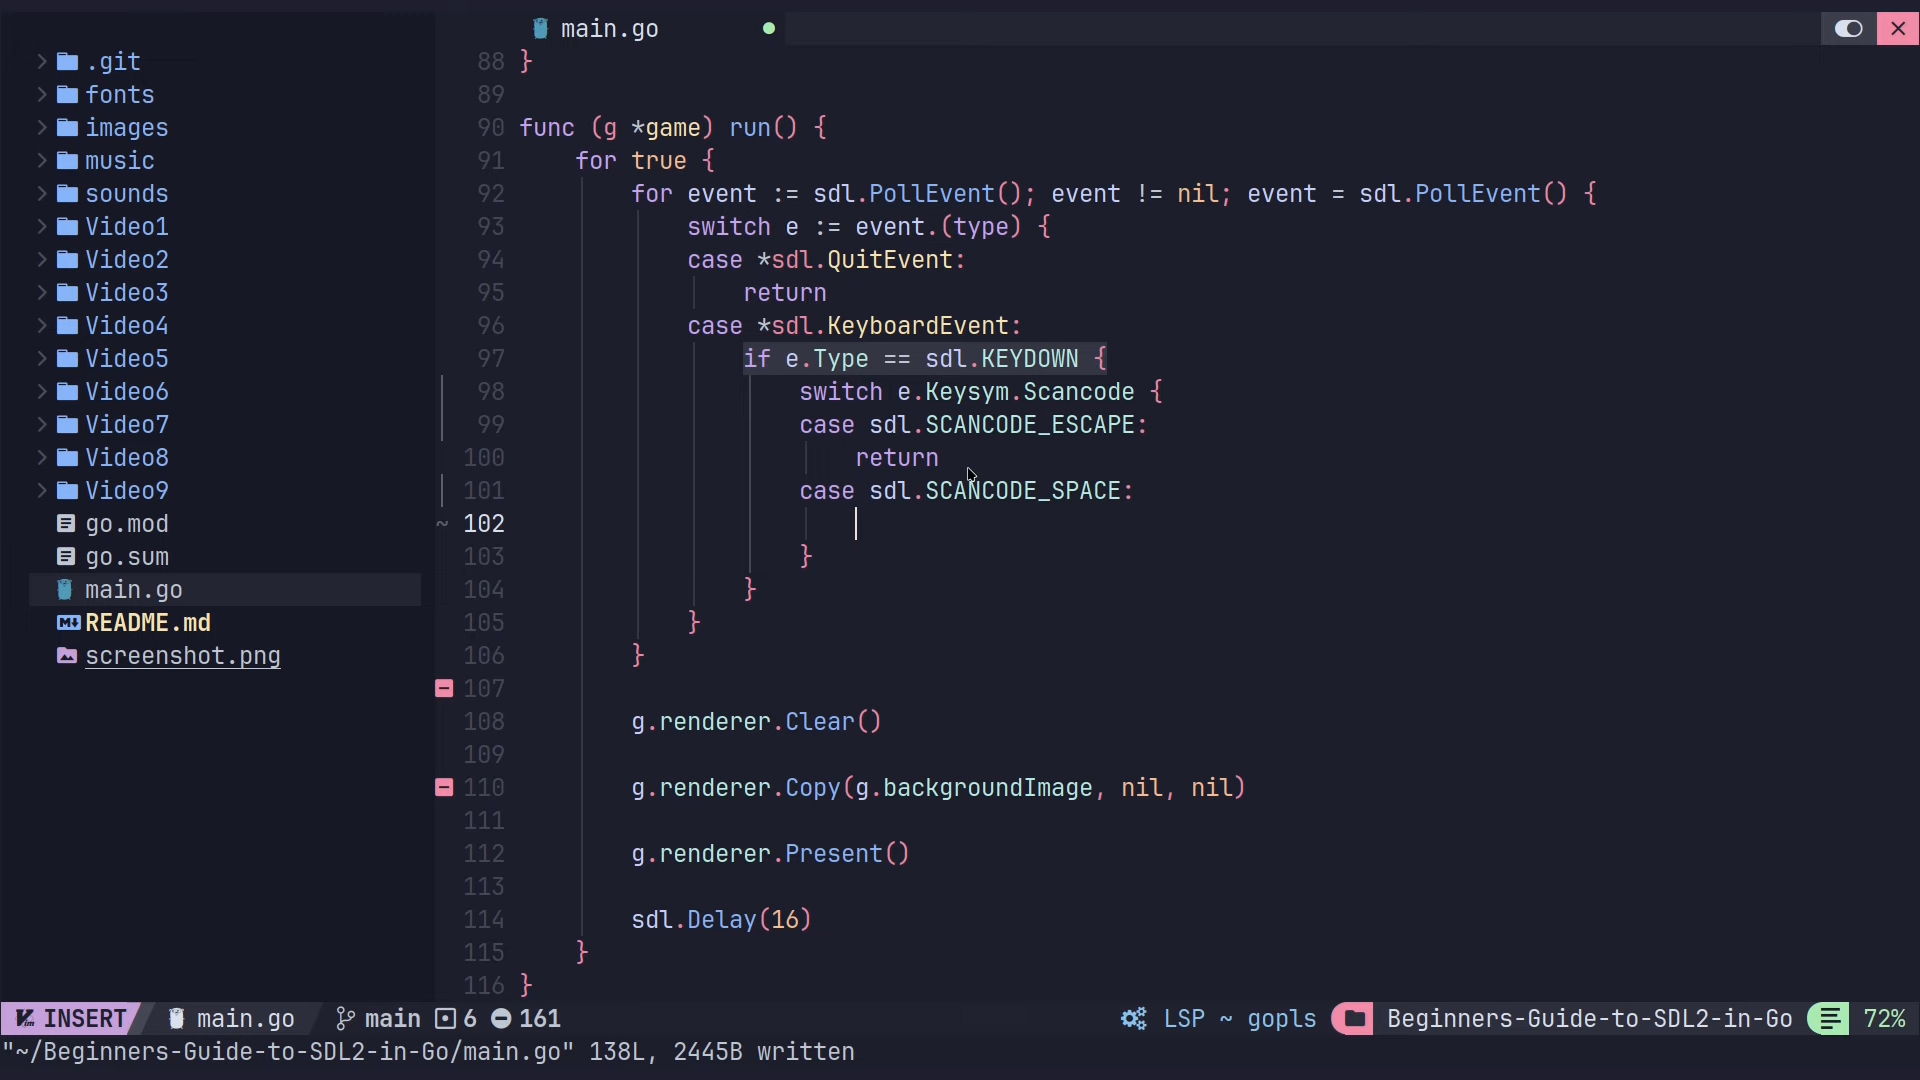 main.go
.git
fonts
images
music
sounds
Video1
Video2
Video3
Video4
Video5
Video6
Video7
Video8
Video9
go.mod
go.sum
main.go
README.md
screenshot.png
88 }
89
90 func (g *game) run() {
91     for true {
92         for event := sdl.PollEvent(); event != nil; event = sdl.PollEvent() {
93             switch e := event.(type) {
94             case *sdl.QuitEvent:
95                 return
96             case *sdl.KeyboardEvent:
97                 if e.Type == sdl.KEYDOWN {
98                     switch e.Keysym.Scancode {
99                     case sdl.SCANCODE_ESCAPE:
100                         return
101                     case sdl.SCANCODE_SPACE:
~ 102
103                     }
104                 }
105             }
106         }
107
108         g.renderer.Clear()
109
110         g.renderer.Copy(g.backgroundImage, nil, nil)
111
112         g.renderer.Present()
113
114         sdl.Delay(16)
115     }
116 }
INSERT main.go main 6 161 LSP ~ gopls Beginners-Guide-to-SDL2-in-Go 72%
"~/Beginners-Guide-to-SDL2-in-Go/main.go" 138L, 2445B written